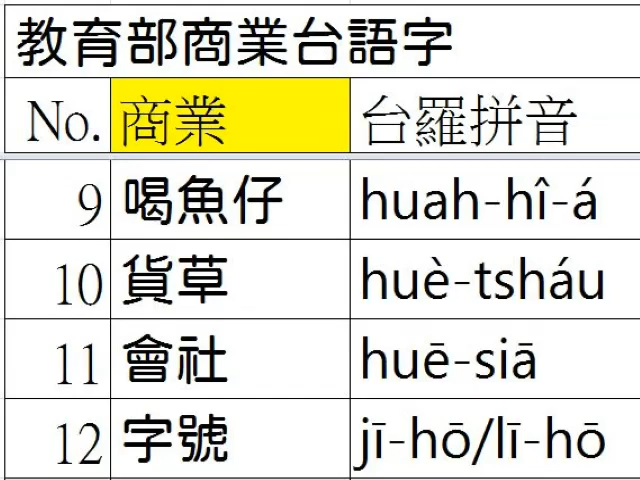 教育部商業台語字
No. 商業 台羅拼音
9 喝魚仔 huah-hî-á
10 貨草 huè-tsháu
11 會社 huē-siā
12 字號 jī-hō/lī-hō